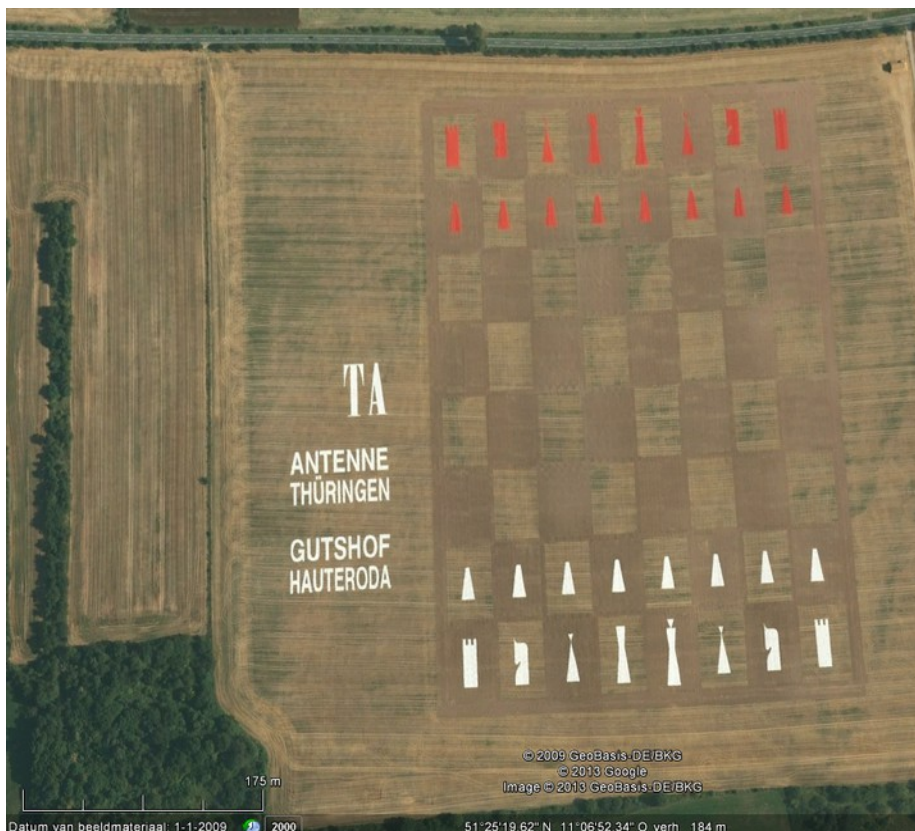 TA
ANTENNE
THÜRINGEN
GUTSHOF
HAUTERODA
© 2009 GeoBasis-DE/BKG
© 2013 Google
Image © 2013 GeoBasis-DE/BKG
175 m
Datum van beeldmateriaal: 1-1-2009 2000 51°25'19.62" N 11°06'52.34" O verh 184 m